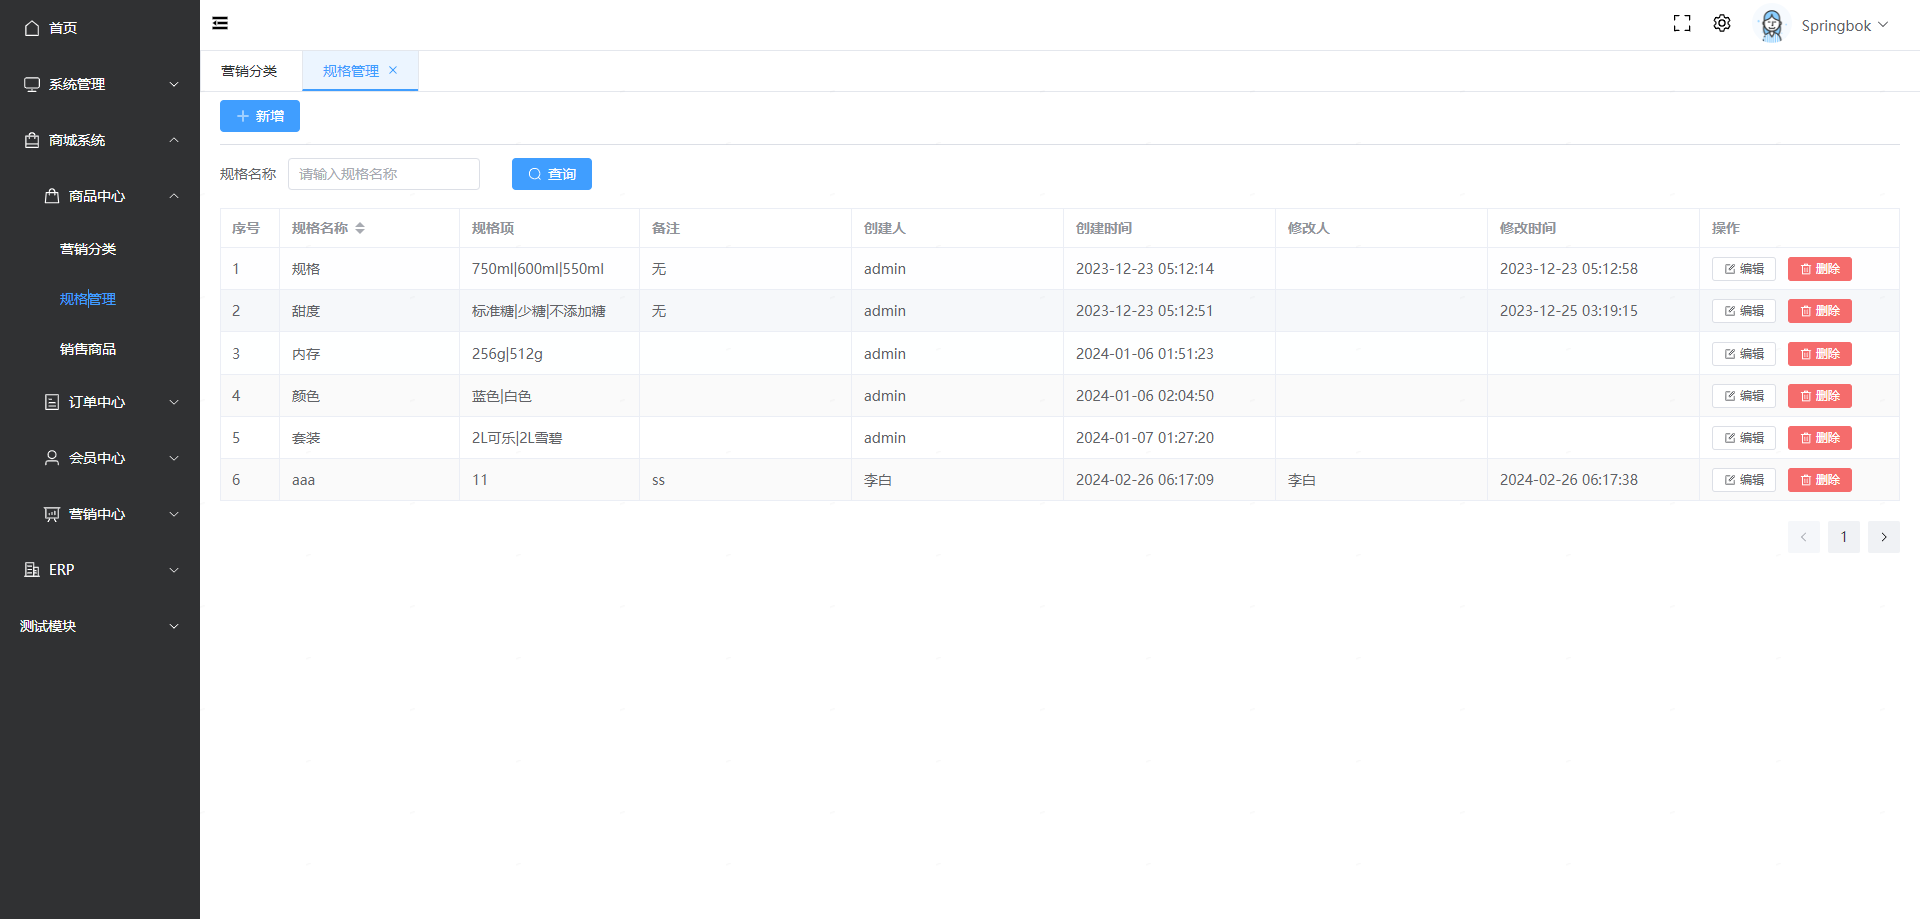 首页
系统管理
商城系统
商品中心
营销分类
规格管理
销售商品
订单中心
会员中心
营销中心
ERP
测试模块
Springbok
营销分类 规格管理
新增
规格名称 请输入规格名称 查询
序号 规格名称 规格项 备注 创建人 创建时间 修改人 修改时间 操作
1 规格 750ml|600ml|550ml 无 admin 2023-12-23 05:12:14 2023-12-23 05:12:58 编辑 删除
2 甜度 标准糖|少糖|不添加糖 无 admin 2023-12-23 05:12:51 2023-12-25 03:19:15 编辑 删除
3 内存 256g|512g admin 2024-01-06 01:51:23 编辑 删除
4 颜色 蓝色|白色 admin 2024-01-06 02:04:50 编辑 删除
5 套装 2L可乐|2L雪碧 admin 2024-01-07 01:27:20 编辑 删除
6 aaa 11 ss 李白 2024-02-26 06:17:09 李白 2024-02-26 06:17:38 编辑 删除
1